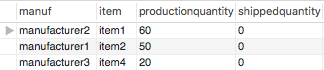 manuf item productionquantity shippedquantity
manufacturer2 item1 60 0
manufacturer1 item2 50 0
manufacturer3 item4 20 0